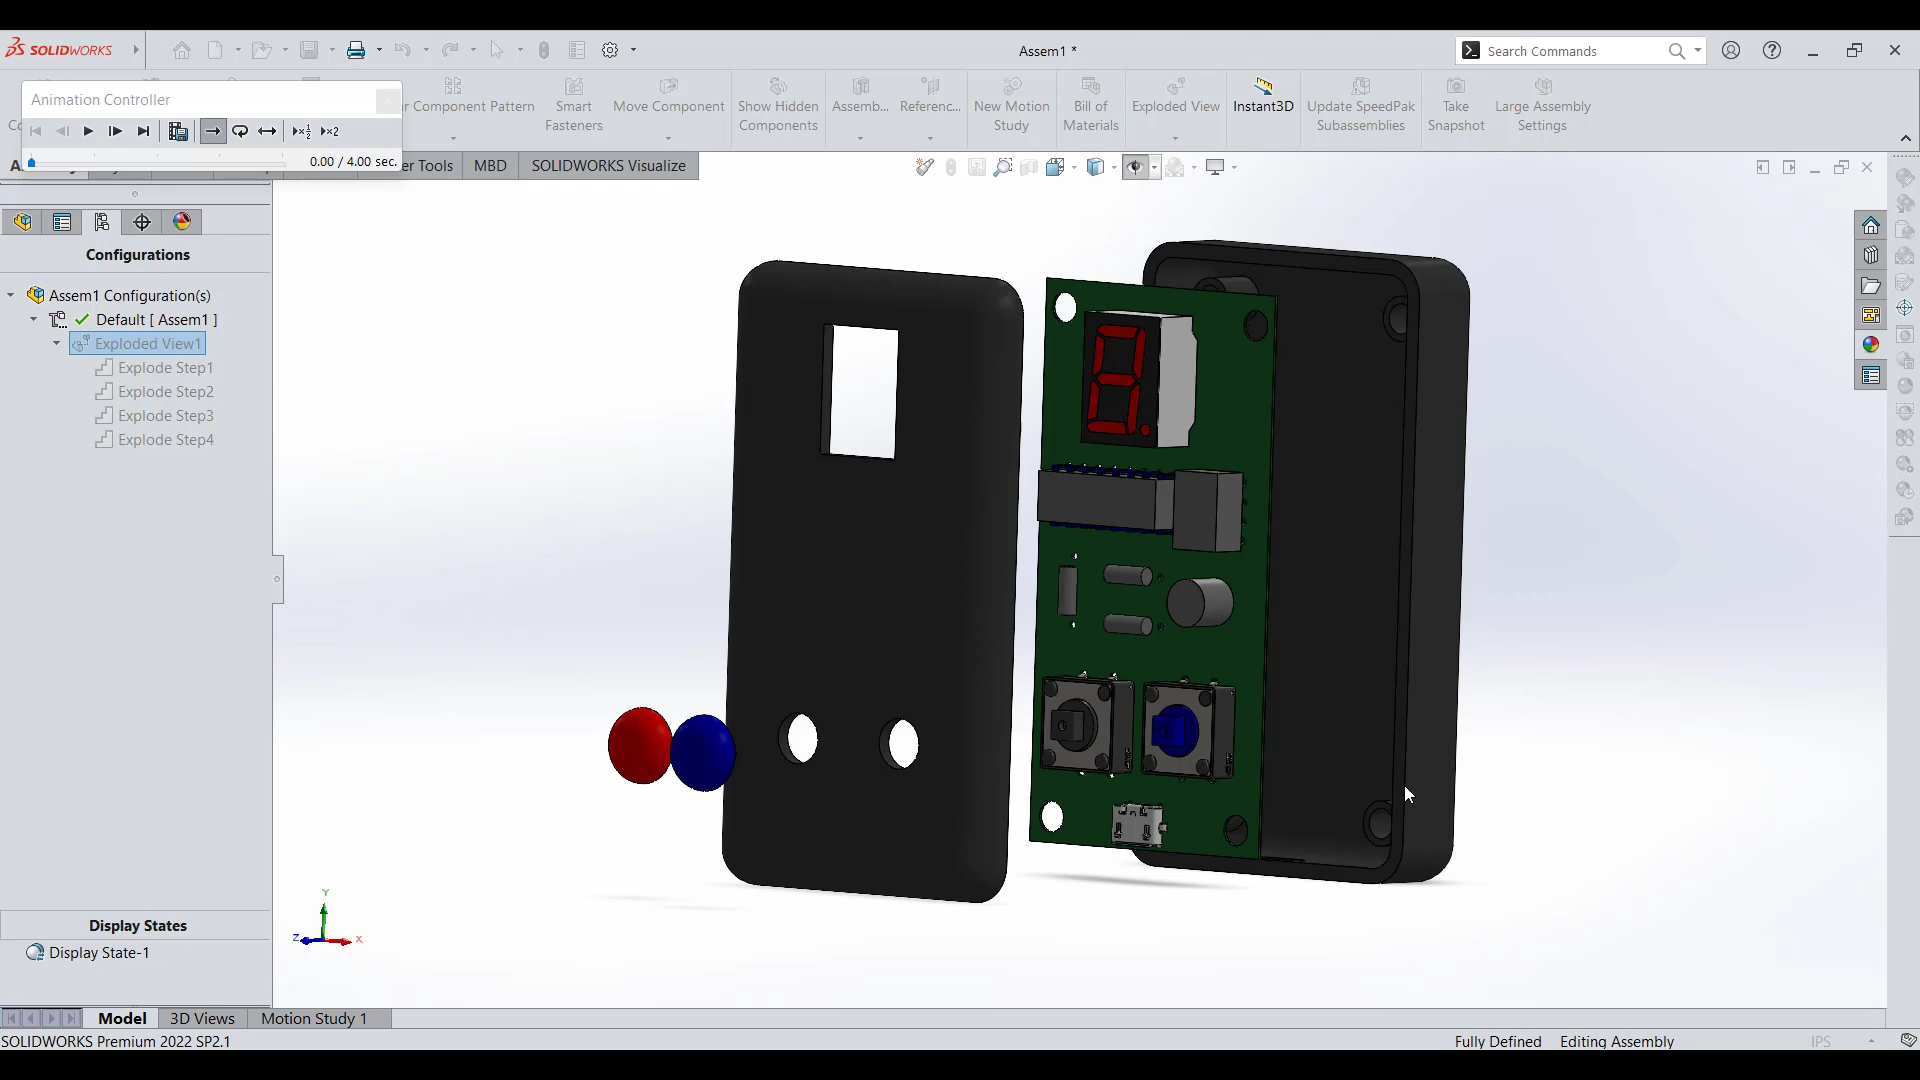 SOLIDWORKS
Assem1 *
Search Commands
Animation Controller
0.00 / 4.00 sec.
Component Pattern
Smart Fasteners
Move Component
Show Hidden Components
Assemb...
Referenc...
New Motion Study
Bill of Materials
Exploded View
Instant3D
Update SpeedPak Subassemblies
Take Snapshot
Large Assembly Settings
er Tools
MBD
SOLIDWORKS Visualize
Configurations
Assem1 Configuration(s)
Default [ Assem1 ]
Exploded View1
Explode Step1
Explode Step2
Explode Step3
Explode Step4
Y
Z
X
Display States
Display State-1
Model
3D Views
Motion Study 1
SOLIDWORKS Premium 2022 SP2.1
Fully Defined
Editing Assembly
IPS